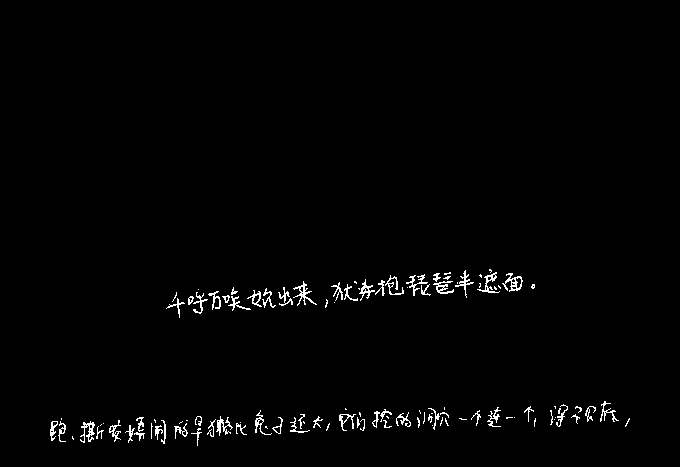 千呼万唤始出来，犹抱琵琶半遮面。
跑、撕咬嬉闹的旱獭比兔子还大，它们挖的洞穴一个连一个，深不见底，